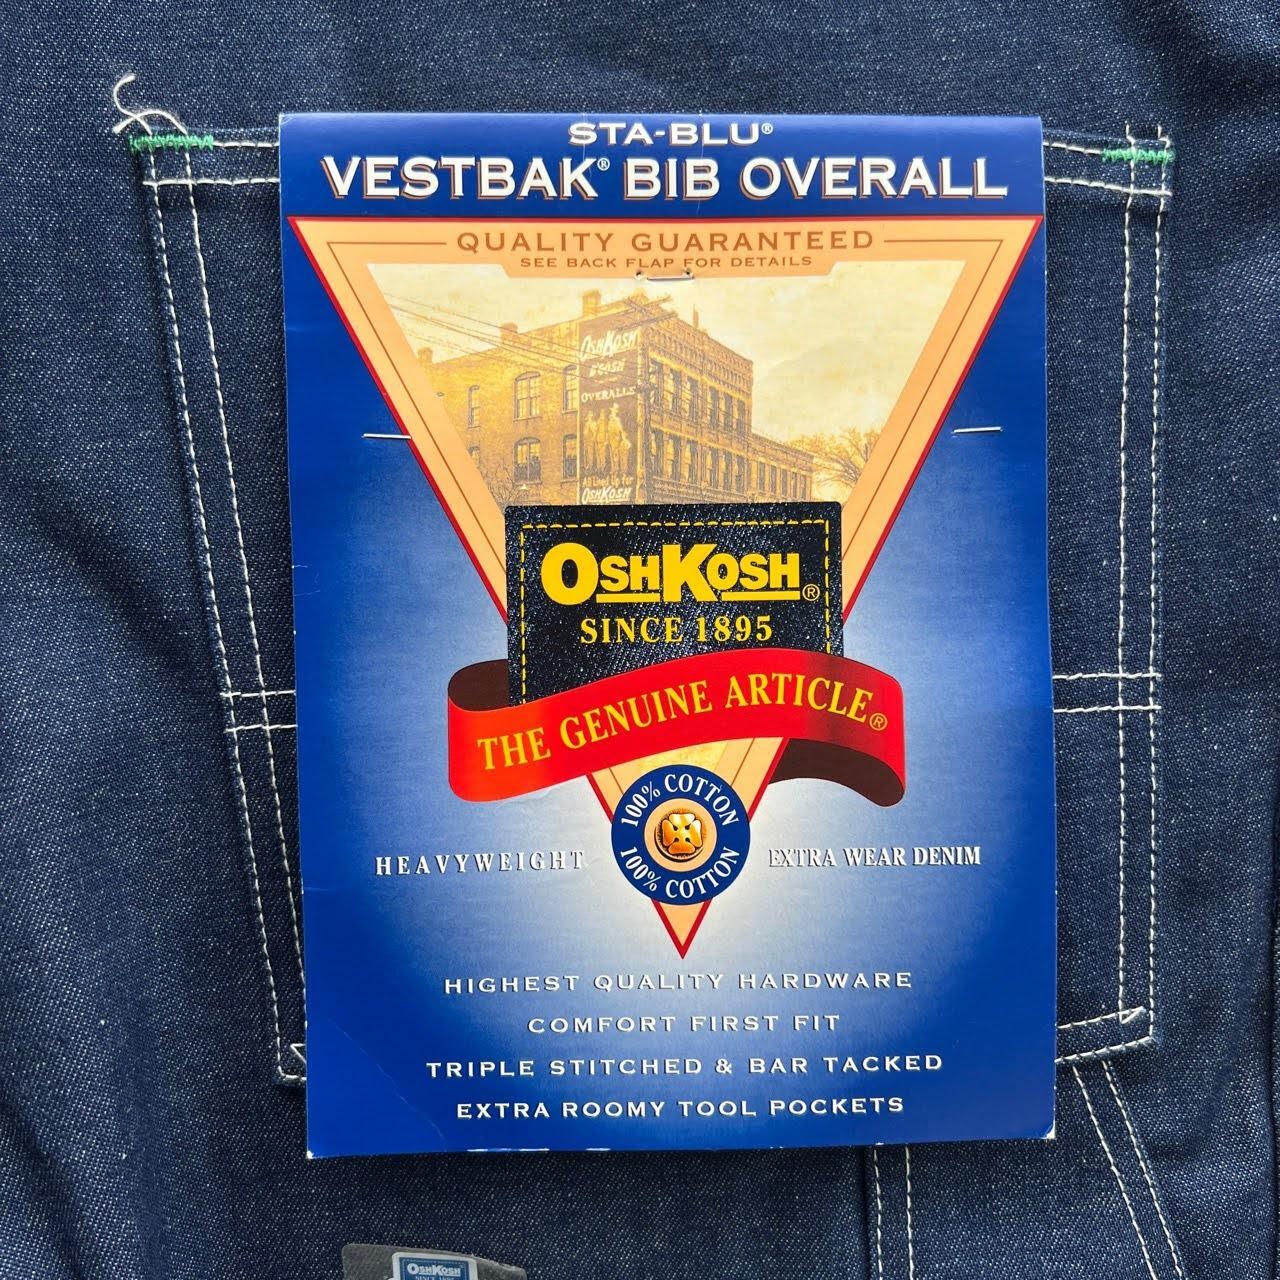 STA-BLU®
VESTBAK® BIB OVERALL
QUALITY GUARANTEED
SEE BACK FLAP FOR DETAILS
OSHKOSH
B'GOSH
OVERALLS
OSHKOSH
OSHKOSH®
SINCE 1895
THE GENUINE ARTICLE®
100% COTTON
100% COTTON
HEAVYWEIGHT
EXTRA WEAR DENIM
HIGHEST QUALITY HARDWARE
COMFORT FIRST FIT
TRIPLE STITCHED & BAR TACKED
EXTRA ROOMY TOOL POCKETS
OSHKOSH